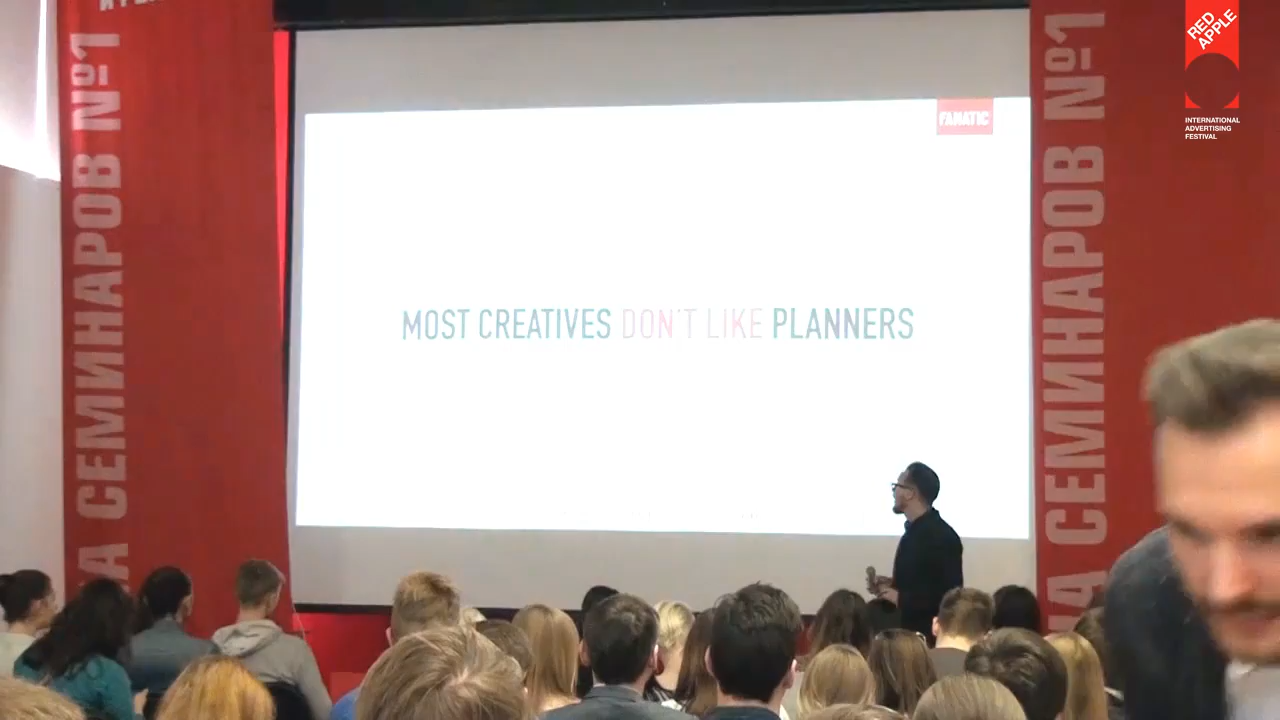 СЕМИНАРОВ №1
FANATIC
MOST CREATIVES DON'T LIKE PLANNERS
НА СЕМИНАРОВ №1
RED
APPLE
INTERNATIONAL
ADVERTISING
FESTIVAL